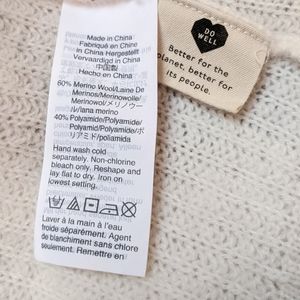 Made in China
Fabriqué en Chine
In China Hergestellt
Vervaardigd in China
中国製
Hecho en China
60% Merino Wool/Laine De
Merinos/Merinowolle/
Merinowol/メリノウー
ル/lana merino
40% Polyamide/Polyamide/
Polyamid/Polyamide/ポ
リアミド/poliamida
Hand wash cold
separately. Non-chlorine
bleach only. Reshape and
lay flat to dry. Iron on
lowest setting.
Laver à la main à l'eau
froide séparément. Agent
de blanchiment sans chlore
seulement. Remettre en
DO
WELL
Better for the
planet, better for
its people.